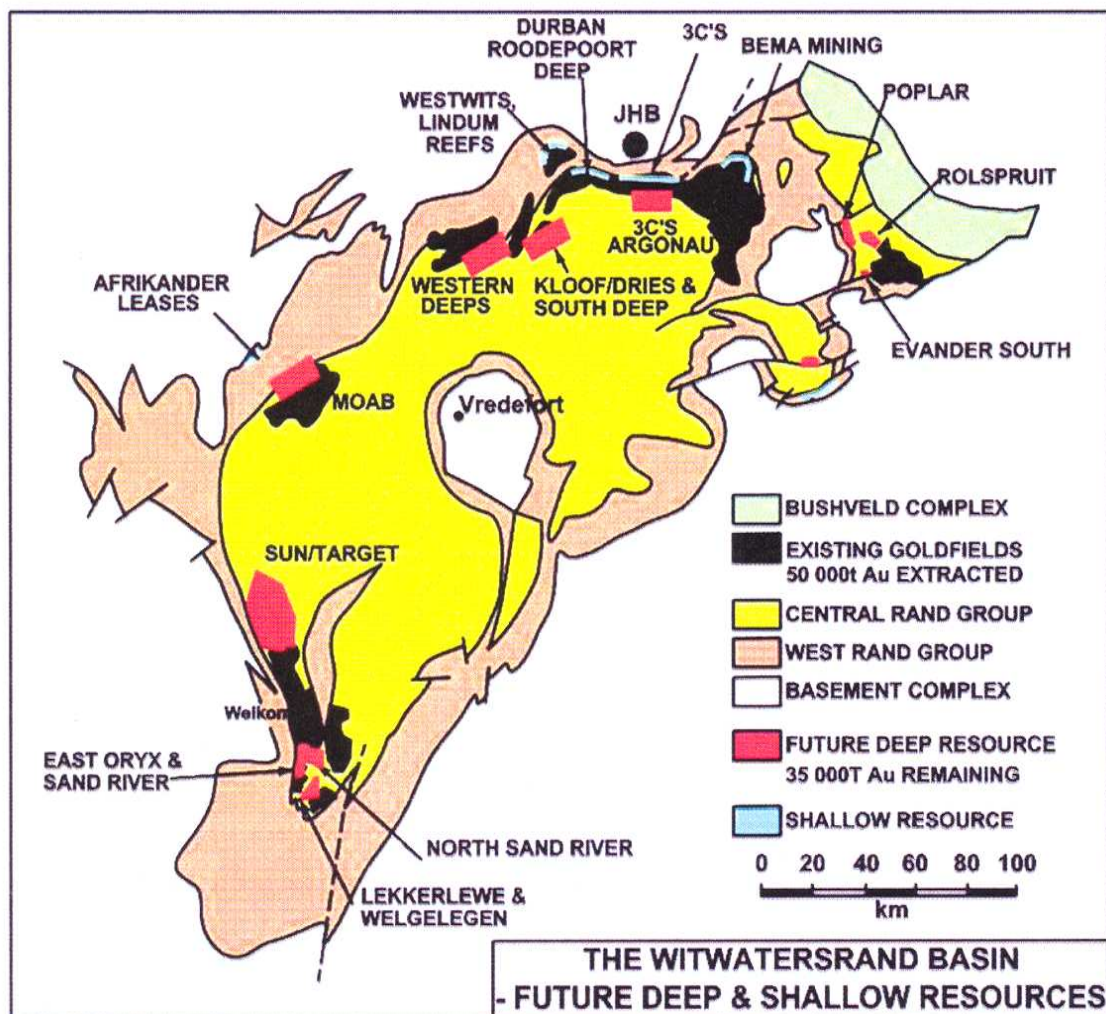 DURBAN
ROODEPOORT
DEEP
3C'S
BEMA MINING
POPLAR
WESTWITS,
LINDUM
REEFS
JHB
ROLSPRUIT
3C'S
ARGONAU
AFRIKANDER
LEASES
WESTERN
DEEPS
KLOOF/DRIES &
SOUTH DEEP
EVANDER SOUTH
MOAB
Vredefort
SUN/TARGET
Welkom
EAST ORYX &
SAND RIVER
NORTH SAND RIVER
LEKKERLEWE &
WELGELEGEN
BUSHVELD COMPLEX
EXISTING GOLDFIELDS
50 000t Au EXTRACTED
CENTRAL RAND GROUP
WEST RAND GROUP
BASEMENT COMPLEX
FUTURE DEEP RESOURCE
35 000T Au REMAINING
SHALLOW RESOURCE
0 20 40 60 80 100
km
THE WITWATERSRAND BASIN
- FUTURE DEEP & SHALLOW RESOURCES